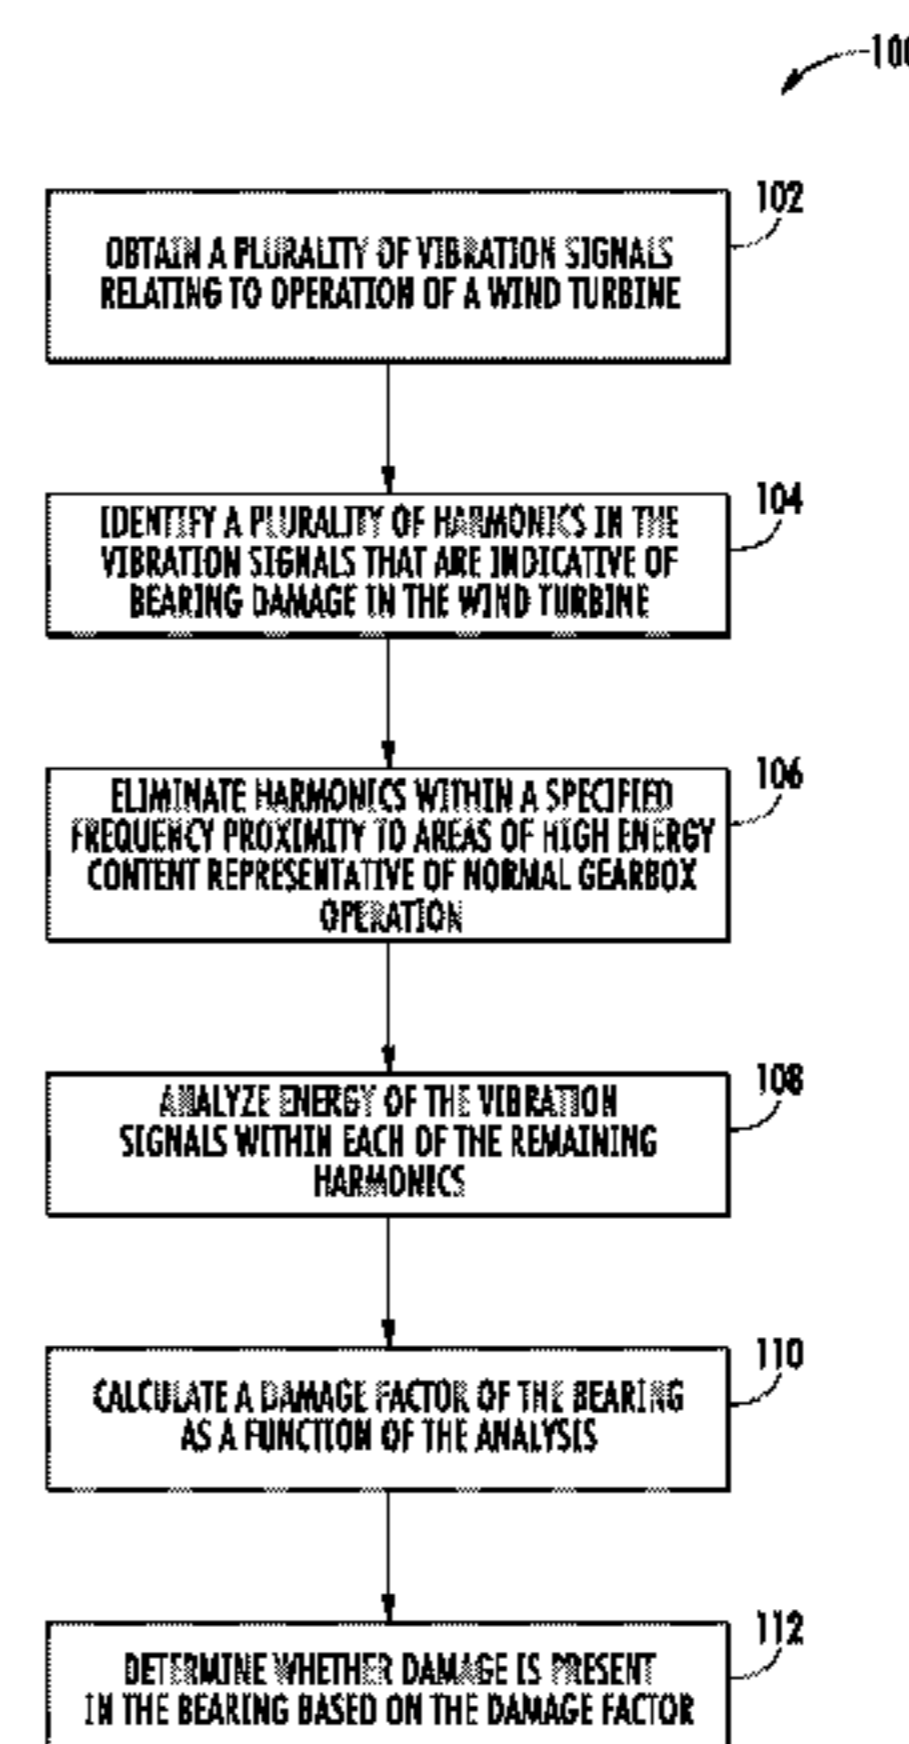 100
102
OBTAIN A PLURALITY OF VIBRATION SIGNALS
RELATING TO OPERATION OF A WIND TURBINE
104
IDENTIFY A PLURALITY OF HARMONICS IN THE
VIBRATION SIGNALS THAT ARE INDICATIVE OF
BEARING DAMAGE IN THE WIND TURBINE
106
ELIMINATE HARMONICS WITHIN A SPECIFIED
FREQUENCY PROXIMITY TO AREAS OF HIGH ENERGY
CONTENT REPRESENTATIVE OF NORMAL GEARBOX
OPERATION
108
ANALYZE ENERGY OF THE VIBRATION
SIGNALS WITHIN EACH OF THE REMAINING
HARMONICS
110
CALCULATE A DAMAGE FACTOR OF THE BEARING
AS A FUNCTION OF THE ANALYSIS
112
DETERMINE WHETHER DAMAGE IS PRESENT
IN THE BEARING BASED ON THE DAMAGE FACTOR